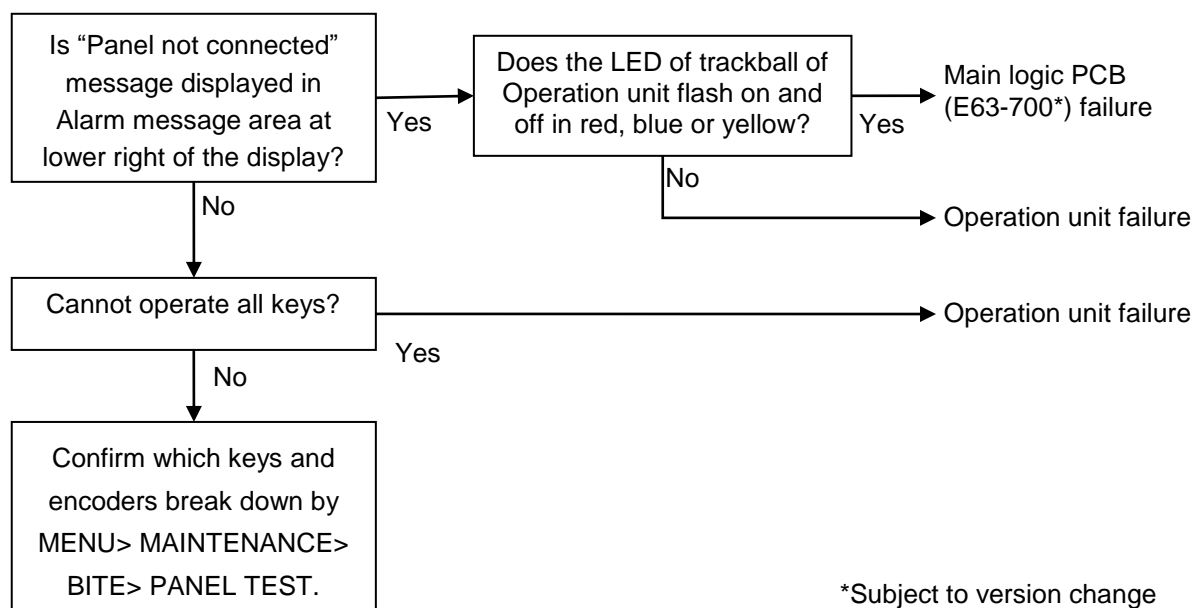 Is “Panel not connected”
message displayed in
Alarm message area at
lower right of the display?
Yes
Does the LED of trackball of
Operation unit flash on and
off in red, blue or yellow?
Yes
Main logic PCB
(E63-700*) failure
No
Operation unit failure
No
Cannot operate all keys?
Yes
Operation unit failure
No
Confirm which keys and
encoders break down by
MENU> MAINTENANCE>
BITE> PANEL TEST.
*Subject to version change